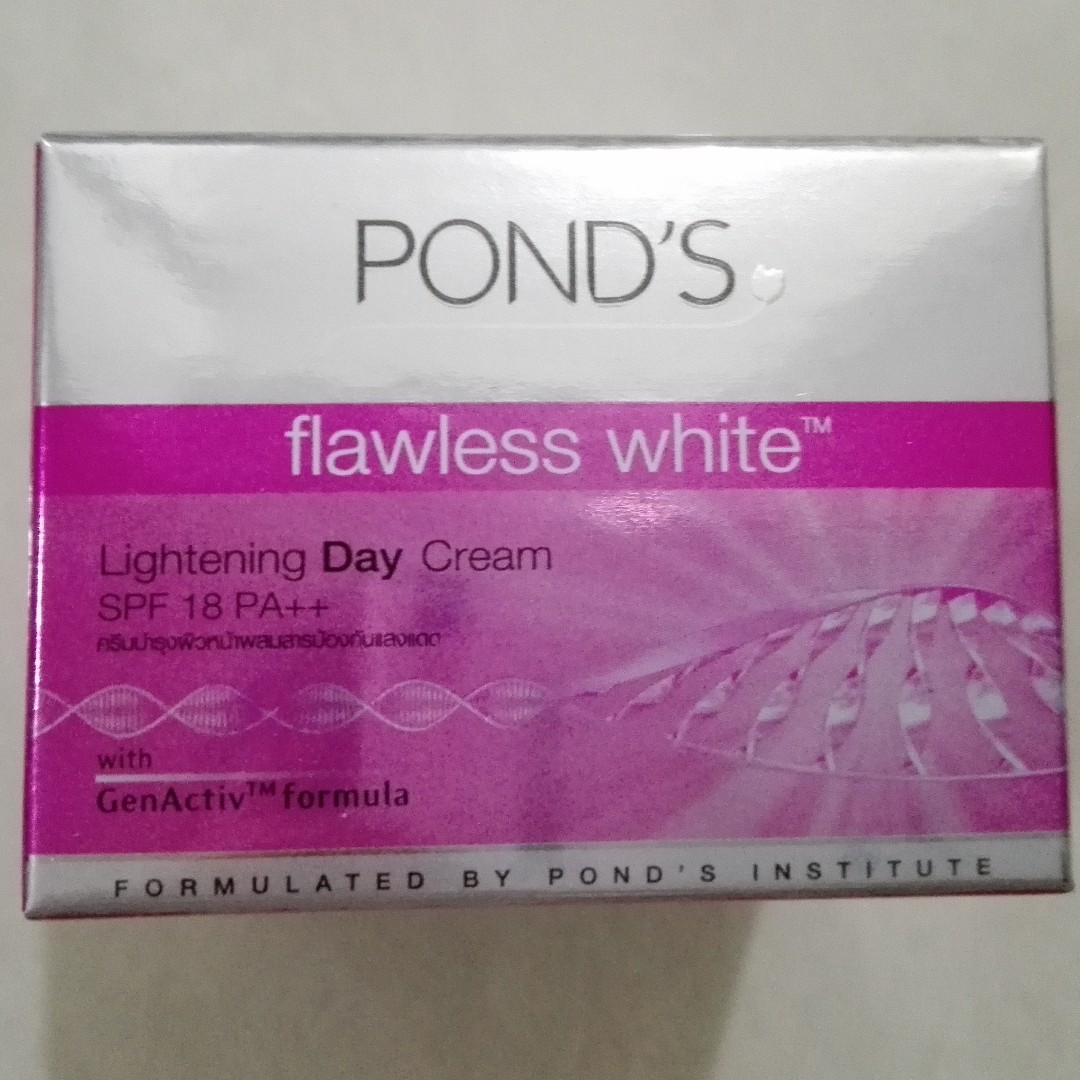 POND'S
flawless white™
Lightening Day Cream
SPF 18 PA++
ครีมบำรุงผิวหน้าผสมสารป้องกันแสงแดด
with
GenActiv™ formula
FORMULATED BY POND'S INSTITUTE